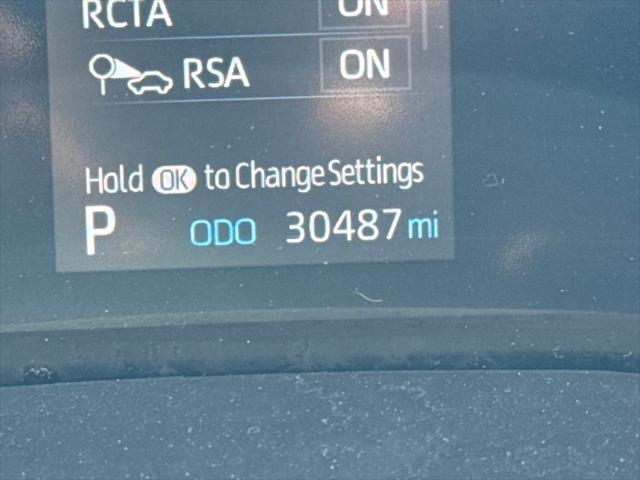 RCTA ON
RSA ON
Hold OK to Change Settings
P ODO 30487 mi